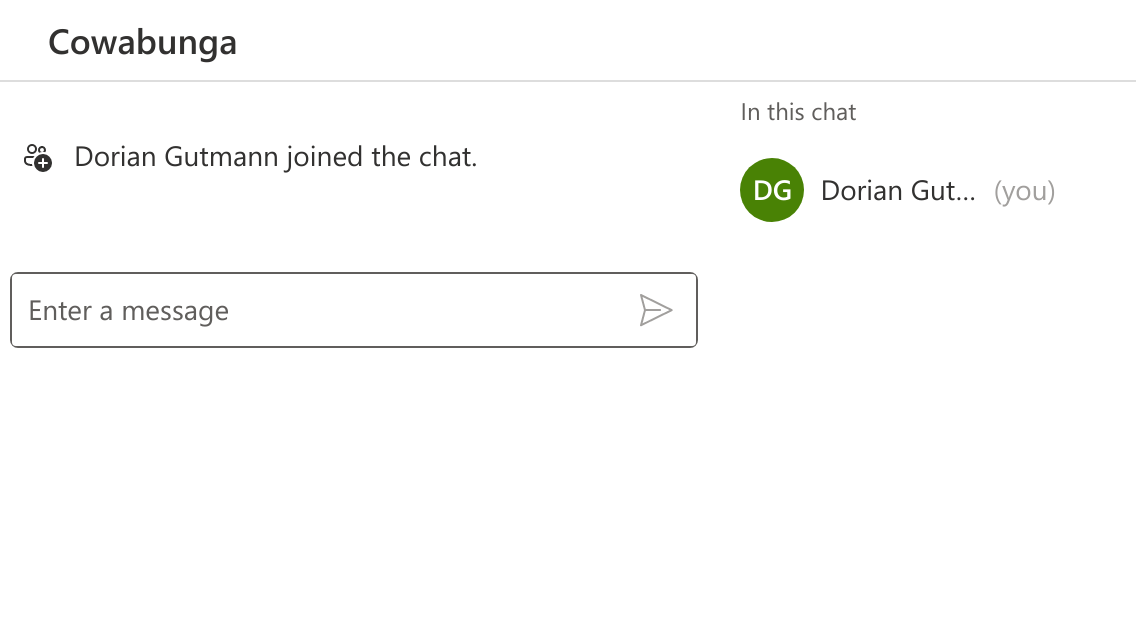 Cowabunga
In this chat
Dorian Gutmann joined the chat.
DG Dorian Gut... (you)
Enter a message